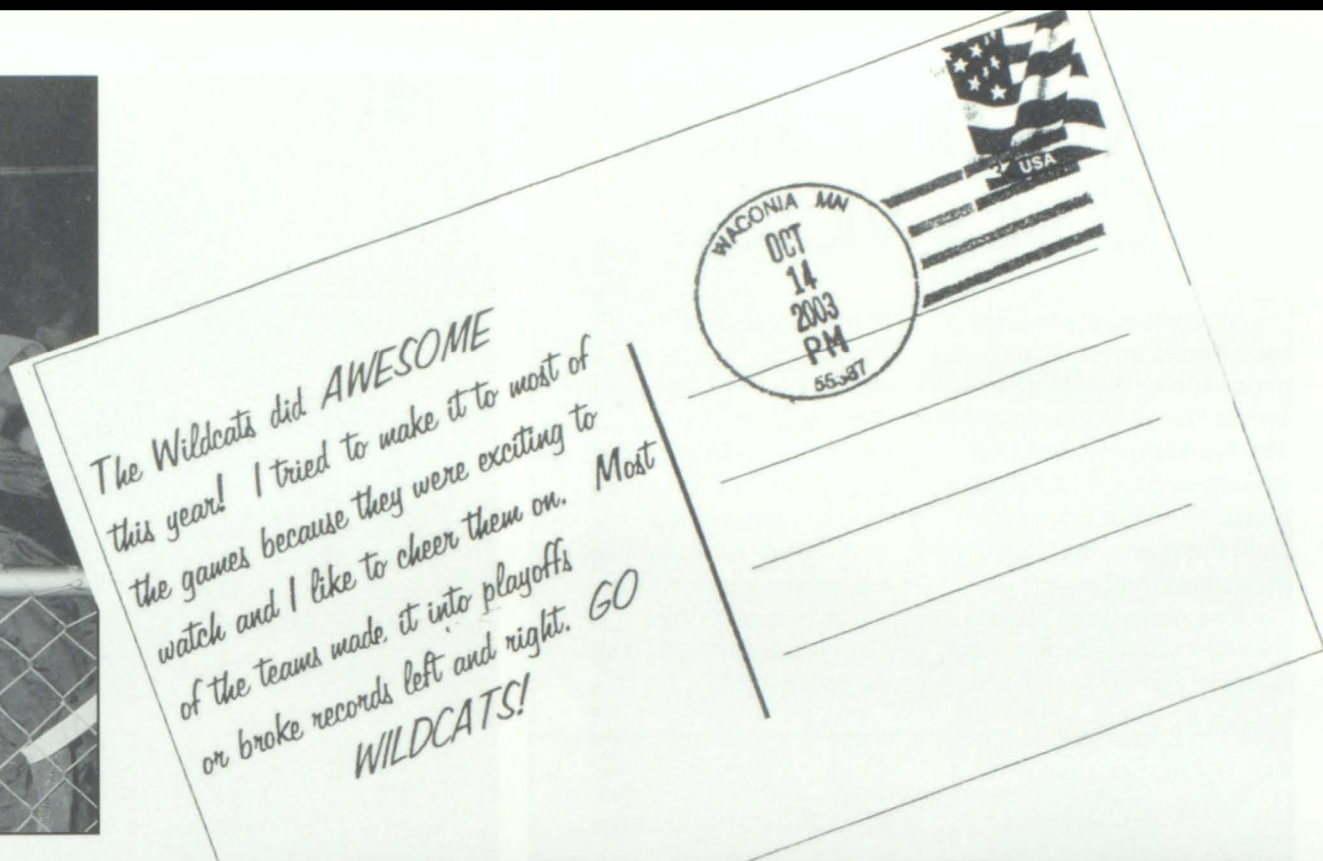 The Wildcats did AWESOME
this year! I tried to make it to most of
the games because they were exciting to
watch and I like to cheer them on. Most
of the teams made it into playoffs
or broke records left and right. GO
WILDCATS!
USA
WACONIA MN
OCT
14
2003
PM